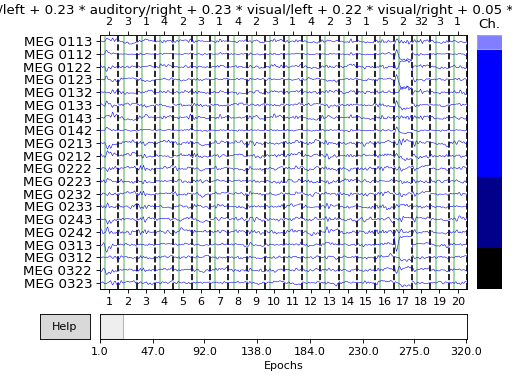 /left + 0.23 * auditory/right + 0.23 * visual/left + 0.22 * visual/right + 0.05 *
2 3 1 4 2 3 1 4 2 3 1 4 2 3 1 5 2 32 3 1 Ch.
MEG 0113
MEG 0112
MEG 0122
MEG 0123
MEG 0132
MEG 0133
MEG 0143
MEG 0142
MEG 0213
MEG 0212
MEG 0222
MEG 0223
MEG 0232
MEG 0233
MEG 0243
MEG 0242
MEG 0313
MEG 0312
MEG 0322
MEG 0323
1 2 3 4 5 6 7 8 9 10 11 12 13 14 15 16 17 18 19 20
Help
1.0 47.0 92.0 138.0 184.0 230.0 275.0 320.0
Epochs